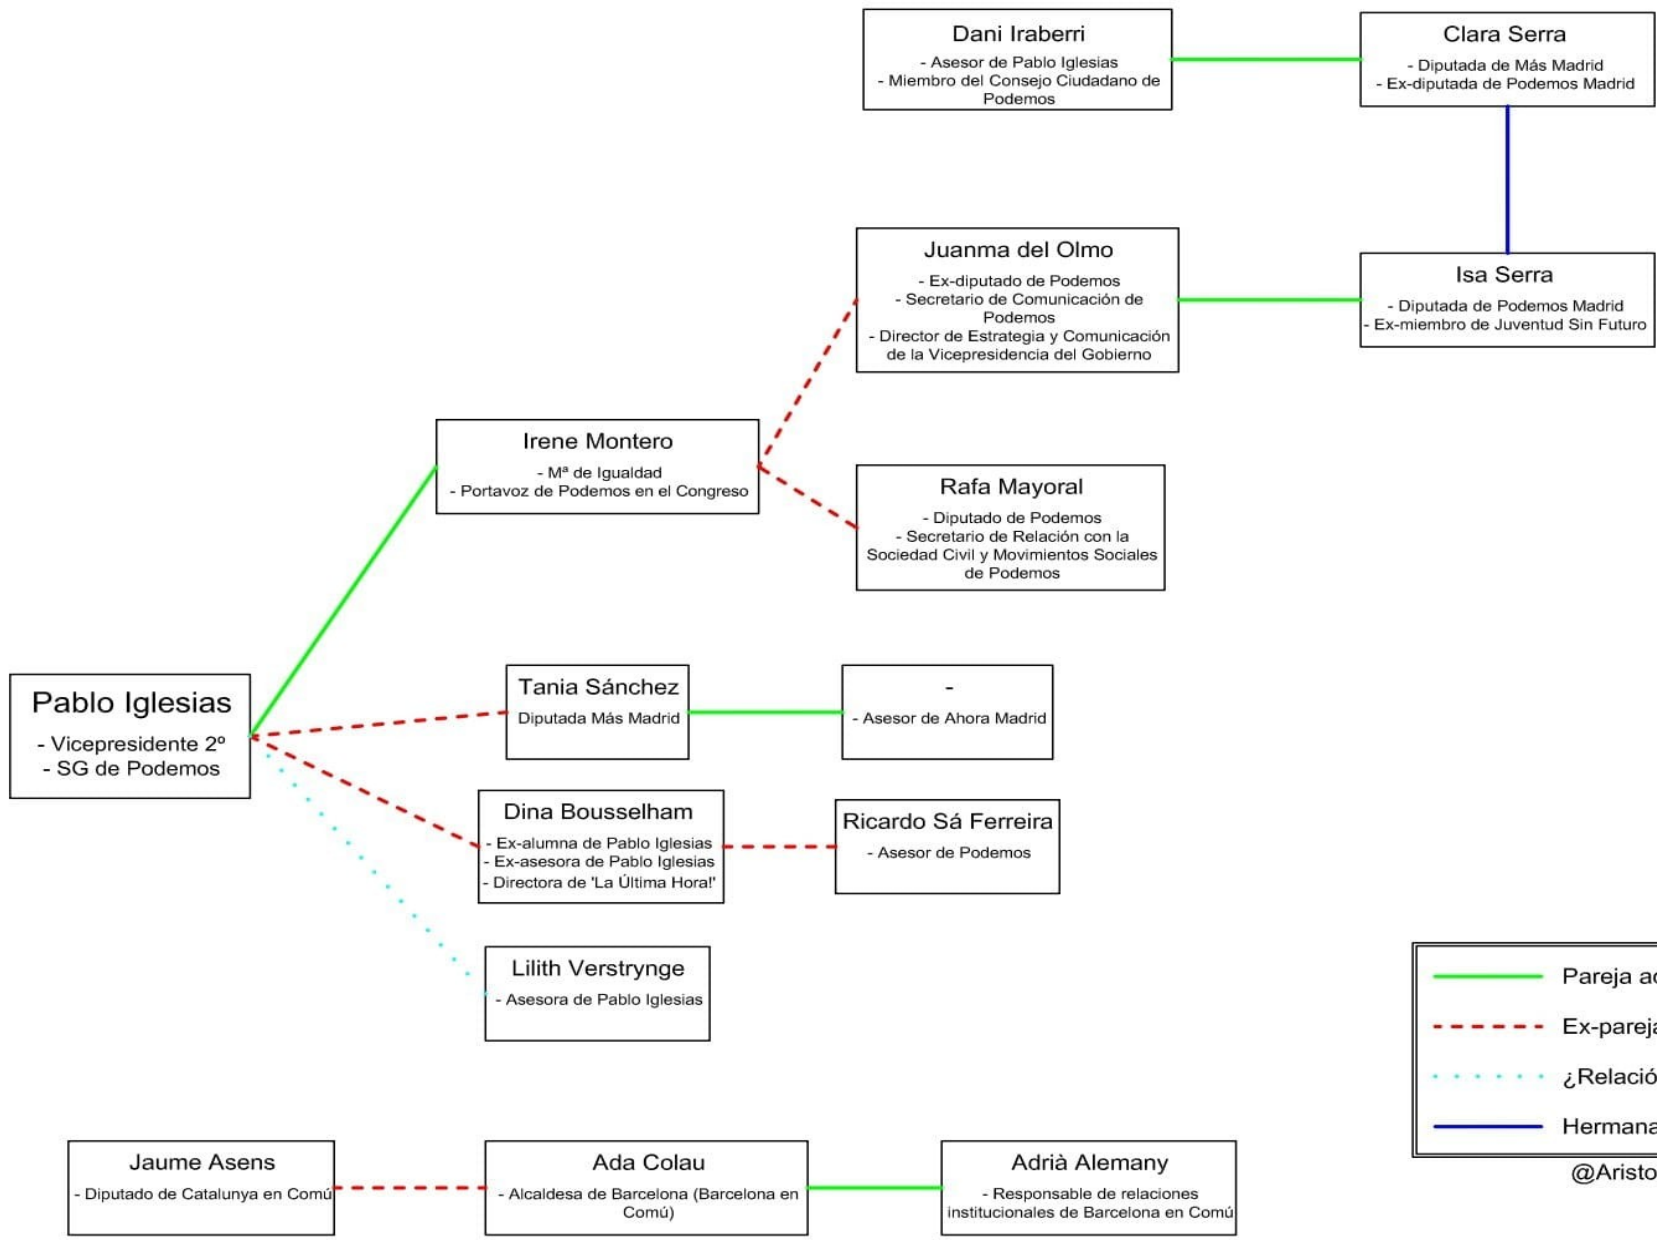 Dani Iraberri
- Asesor de Pablo Iglesias
- Miembro del Consejo Ciudadano de
Podemos
Clara Serra
- Diputada de Más Madrid
- Ex-diputada de Podemos Madrid
Juanma del Olmo
- Ex-diputado de Podemos
- Secretario de Comunicación de
Podemos
- Director de Estrategia y Comunicación
de la Vicepresidencia del Gobierno
Isa Serra
- Diputada de Podemos Madrid
- Ex-miembro de Juventud Sin Futuro
Irene Montero
- Mª de Igualdad
- Portavoz de Podemos en el Congreso
Rafa Mayoral
- Diputado de Podemos
- Secretario de Relación con la
Sociedad Civil y Movimientos Sociales
de Podemos
Pablo Iglesias
- Vicepresidente 2º
- SG de Podemos
Tania Sánchez
Diputada Más Madrid
-
- Asesor de Ahora Madrid
Dina Bousselham
- Ex-alumna de Pablo Iglesias
- Ex-asesora de Pablo Iglesias
- Directora de 'La Última Hora!'
Ricardo Sá Ferreira
- Asesor de Podemos
Lilith Verstrynge
- Asesora de Pablo Iglesias
Jaume Asens
- Diputado de Catalunya en Comú
Ada Colau
- Alcaldesa de Barcelona (Barcelona en
Comú)
Adrià Alemany
- Responsable de relaciones
institucionales de Barcelona en Comú
Pareja
Ex-pareja
¿Relació
Hermana
@Aristo